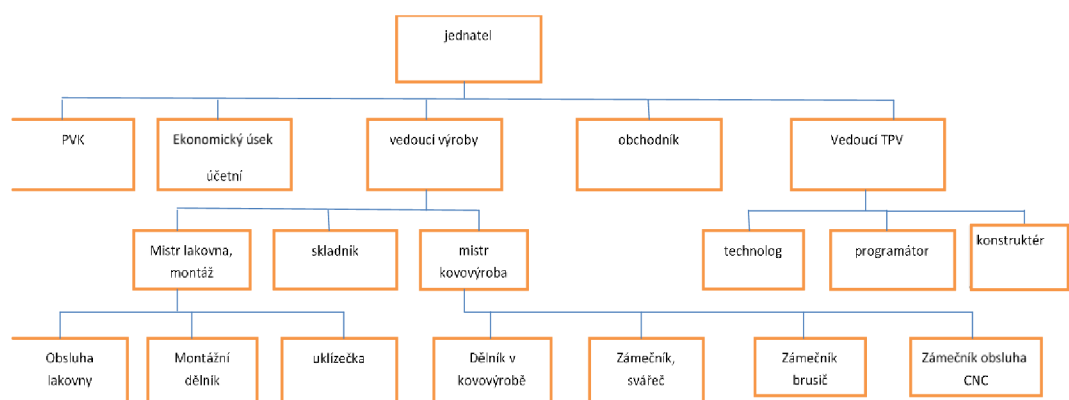 jednatel
PVK
Ekonomický úsek
účetní
vedoucí výroby
obchodník
Vedoucí TPV
Mistr lakovna,
montáž
skladník
mistr
kovovýroba
technolog
programátor
konstruktér
Obsluha
lakovny
Montážní
dělník
uklízečka
Dělník v
kovovýrobě
Zámečník,
svářeč
Zámečník
brusič
Zámečník obsluha
CNC